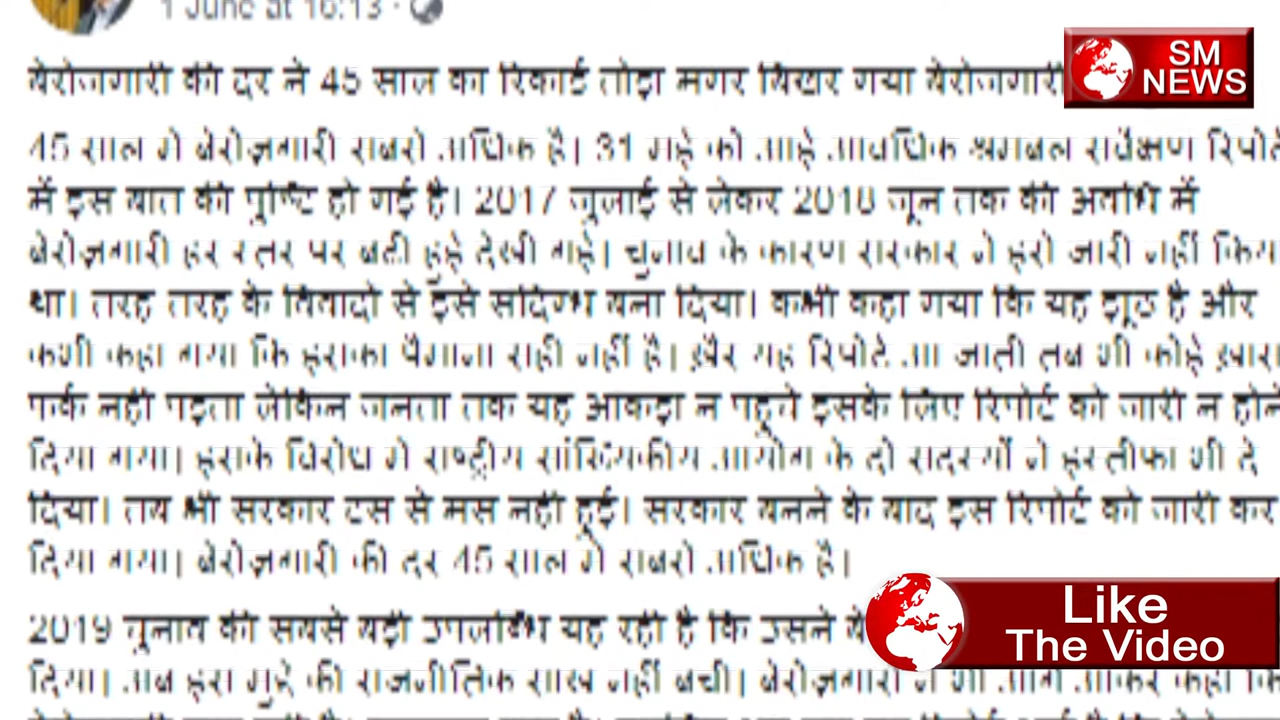 1 June at 16:13 ·
SM
NEWS
बेरोजगारी की दर ने 45 साल का रिकार्ड तोड़ा मगर बिखर गया बेरोजगारी
45 साल में बेरोज़गारी सबसे अधिक है। 31 मई को आई आवधिक श्रमबल सर्वेक्षण रिपोर्ट
में इस बात की पुष्टि हो गई है। 2017 जुलाई से लेकर 2018 जून तक की अवधि में
बेरोज़गारी हर स्तर पर बढ़ी हुई देखी गई। चुनाव के कारण सरकार ने इसे जारी नहीं किया
था। तरह तरह के विवादों से इसे संदिग्ध बना दिया। कभी कहा गया कि यह झूठ है और
कभी कहा गया कि इसका पैमाना सही नहीं है। ख़ैर यह रिपोर्ट आ जाती तब भी कोई ख़ास
फर्क नहीं पड़ता लेकिन जनता तक यह आंकड़ा न पहुंचे इसके लिए रिपोर्ट को जारी न होने
दिया गया। इसके विरोध में राष्ट्रीय सांख्यिकीय आयोग के दो सदस्यों ने इस्तीफा भी दे
दिया। तब भी सरकार टस से मस नहीं हुई। सरकार बनने के बाद इस रिपोर्ट को जारी कर
दिया गया। बेरोज़गारी की दर 45 साल में सबसे अधिक है।
2019 चुनाव की सबसे बड़ी उपलब्धि यह रही है कि उसने
दिया। अब इस मुद्दे की राजनीतिक साख नहीं बची। बेरोज़गारों ने भी आगे आकर कहा कि
Like
The Video